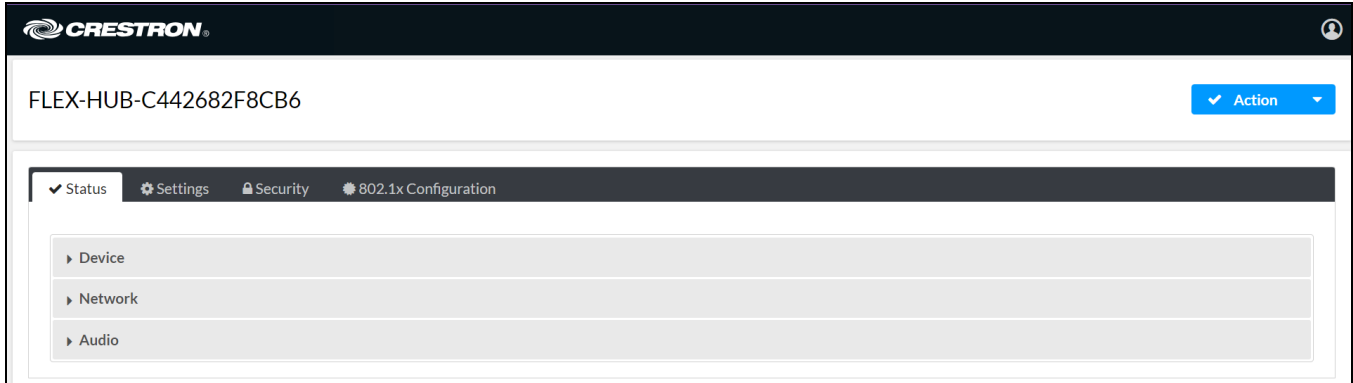 CRESTRON®
FLEX-HUB-C442682F8CB6
Action
Status Settings Security 802.1x Configuration
Device
Network
Audio